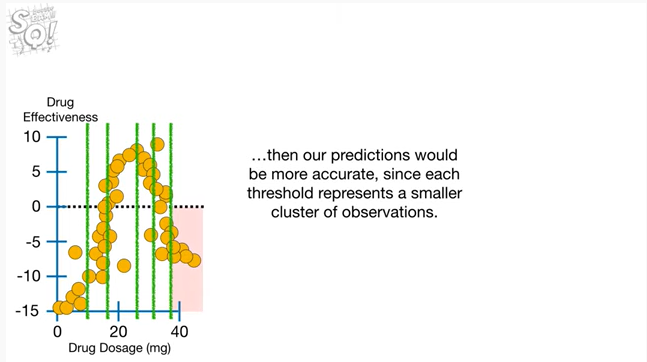 SQ!
Drug
Effectiveness
10
5
0
-5
-10
-15
0 20 40
Drug Dosage (mg)
…then our predictions would
be more accurate, since each
threshold represents a smaller
cluster of observations.